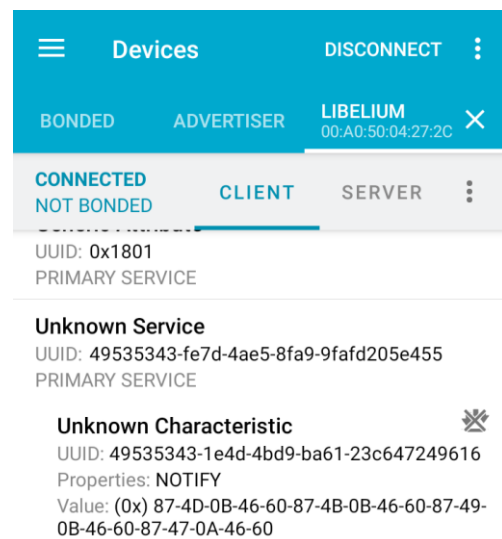 Devices DISCONNECT
BONDED ADVERTISER LIBELIUM
00:A0:50:04:27:2C
CONNECTED
NOT BONDED CLIENT SERVER
Generic Attribute
UUID: 0x1801
PRIMARY SERVICE
Unknown Service
UUID: 49535343-fe7d-4ae5-8fa9-9fafd205e455
PRIMARY SERVICE
Unknown Characteristic
UUID: 49535343-1e4d-4bd9-ba61-23c647249616
Properties: NOTIFY
Value: (0x) 87-4D-0B-46-60-87-4B-0B-46-60-87-49-
0B-46-60-87-47-0A-46-60